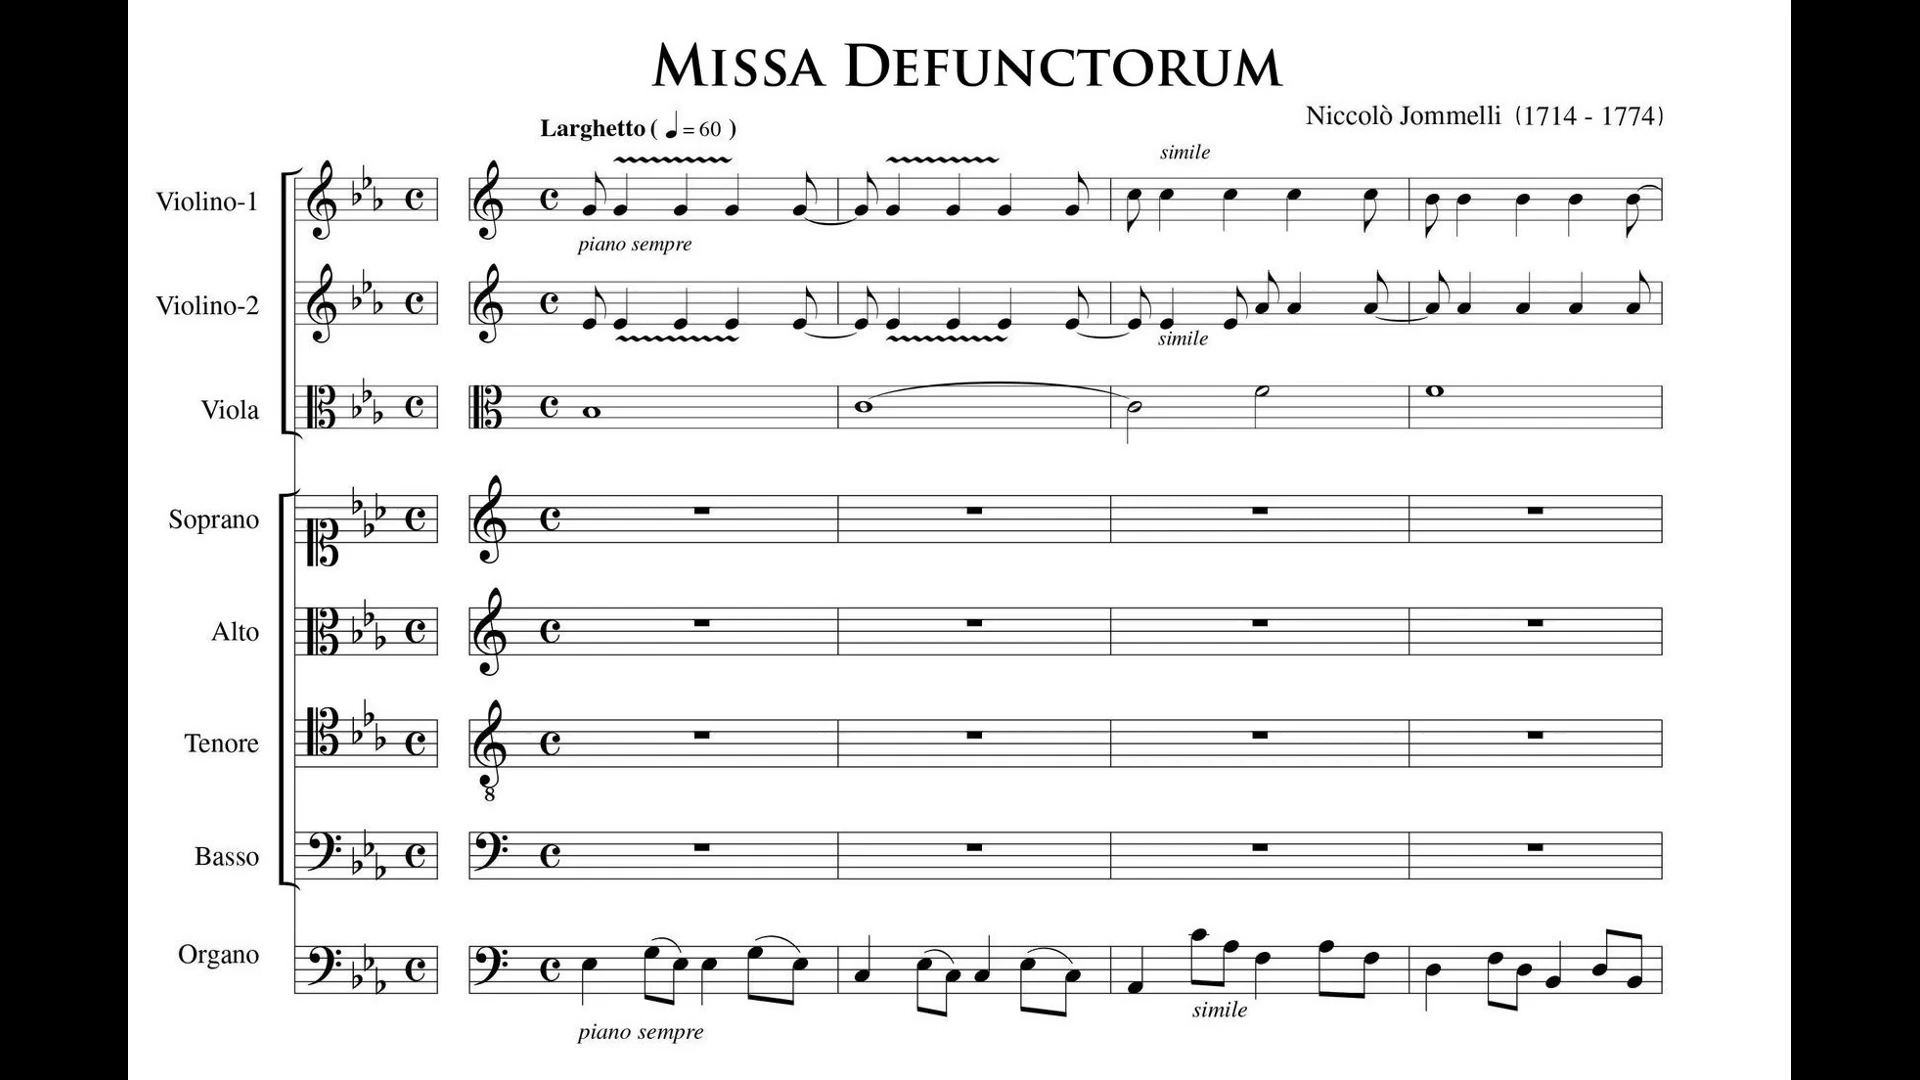 MISSA DEFUNCTORUM
Niccolò Jommelli (1714 - 1774)
Larghetto ( ♩ = 60 )
simile
Violino-1
piano sempre
Violino-2
simile
Viola
Soprano
Alto
Tenore
8
Basso
Organo
simile
piano sempre